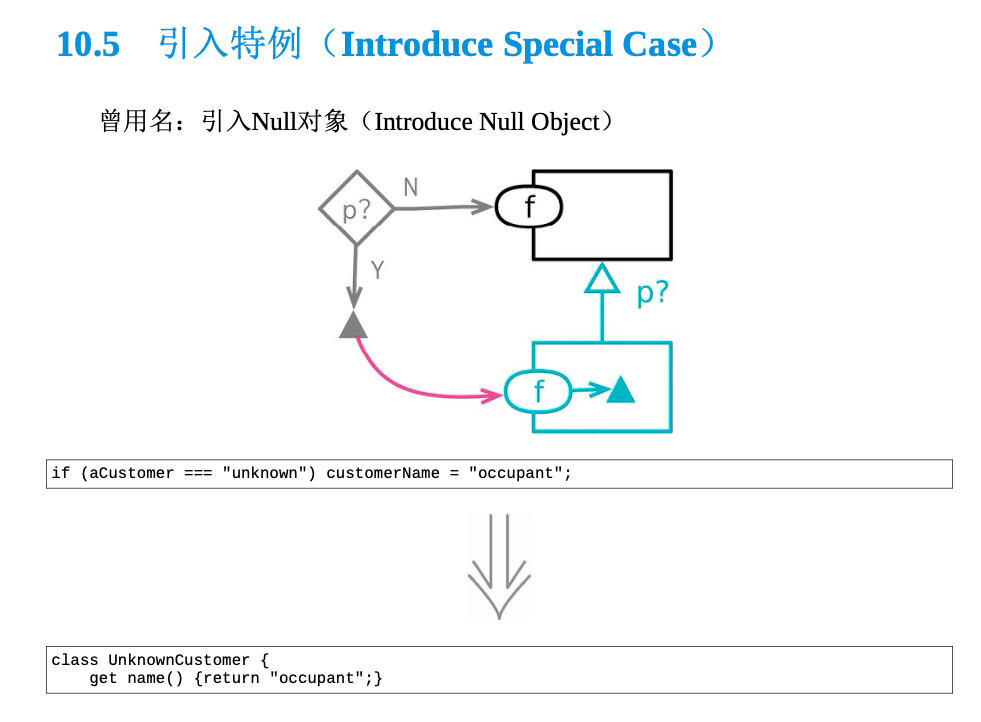 10.5 引入特例（Introduce Special Case）
曾用名：引入Null对象（Introduce Null Object）
N
p?
f
Y
p?
f
if (aCustomer === "unknown") customerName = "occupant";
class UnknownCustomer {
    get name() {return "occupant";}